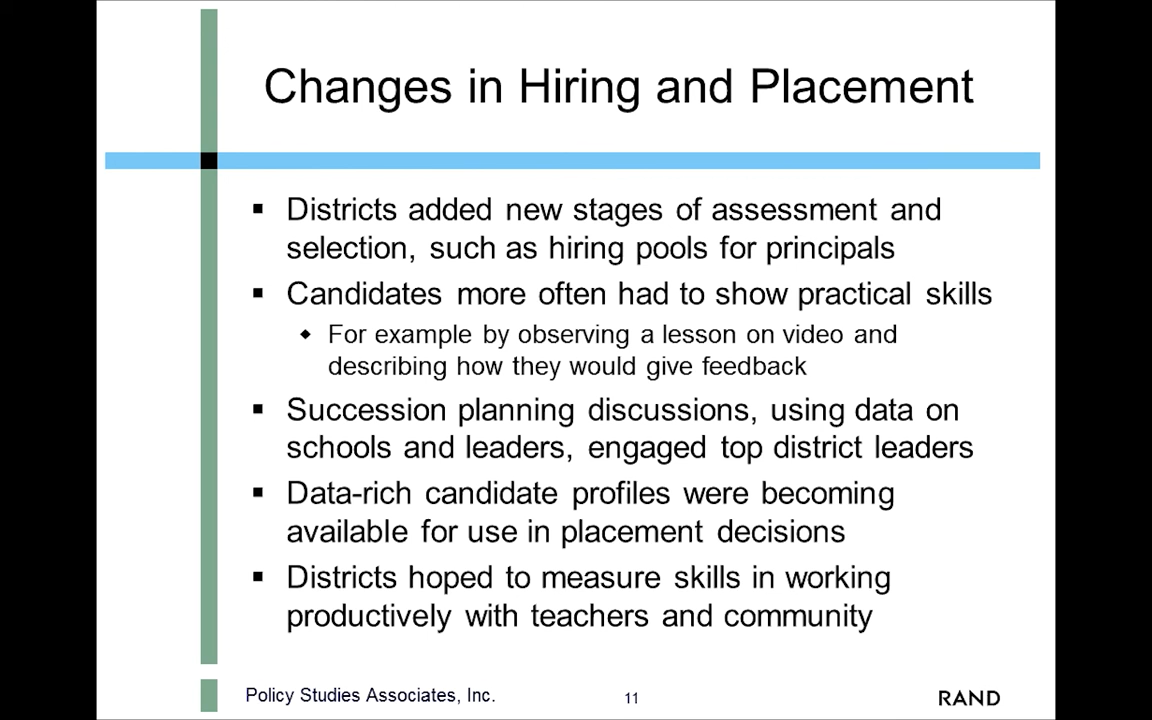 Changes in Hiring and Placement
▪ Districts added new stages of assessment and
selection, such as hiring pools for principals
▪ Candidates more often had to show practical skills
◆ For example by observing a lesson on video and
describing how they would give feedback
▪ Succession planning discussions, using data on
schools and leaders, engaged top district leaders
▪ Data-rich candidate profiles were becoming
available for use in placement decisions
▪ Districts hoped to measure skills in working
productively with teachers and community
Policy Studies Associates, Inc. 11 RAND